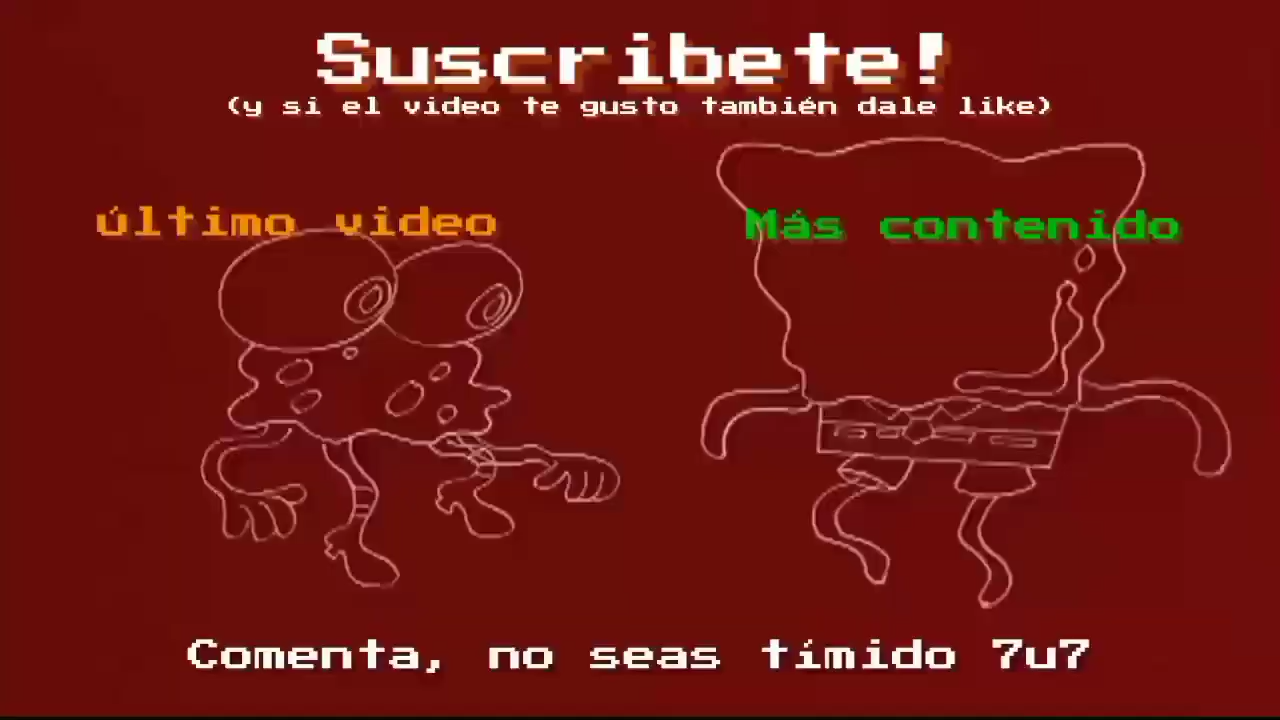 Suscribete!
(y si el video te gusto también dale like)
último video
Más contenido
Comenta, no seas tímido 7u7